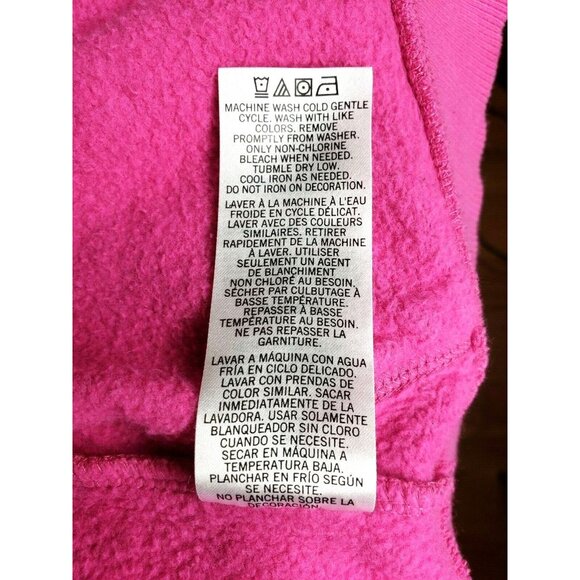 MACHINE WASH COLD GENTLE
CYCLE. WASH WITH LIKE
COLORS. REMOVE
PROMPTLY FROM WASHER.
ONLY NON-CHLORINE
BLEACH WHEN NEEDED.
TUBMLE DRY LOW.
COOL IRON AS NEEDED.
DO NOT IRON ON DECORATION.
LAVER À LA MACHINE À L'EAU
FROIDE EN CYCLE DÉLICAT.
LAVER AVEC DES COULEURS
SIMILAIRES. RETIRER
RAPIDEMENT DE LA MACHINE
À LAVER. UTILISER
SEULEMENT UN AGENT
DE BLANCHIMENT
NON CHLORÉ AU BESOIN.
SÉCHER PAR CULBUTAGE À
BASSE TEMPÉRATURE.
REPASSER À BASSE
TEMPÉRATURE AU BESOIN.
NE PAS REPASSER LA
GARNITURE.
LAVAR A MÁQUINA CON AGUA
FRÍA EN CICLO DELICADO.
LAVAR CON PRENDAS DE
COLOR SIMILAR. SACAR
INMEDIATAMENTE DE LA
LAVADORA. USAR SOLAMENTE
BLANQUEADOR SIN CLORO
CUANDO SE NECESITE.
SECAR EN MÁQUINA A
TEMPERATURA BAJA.
PLANCHAR EN FRÍO SEGÚN
SE NECESITE.
NO PLANCHAR SOBRE LA
DECORACIÓN